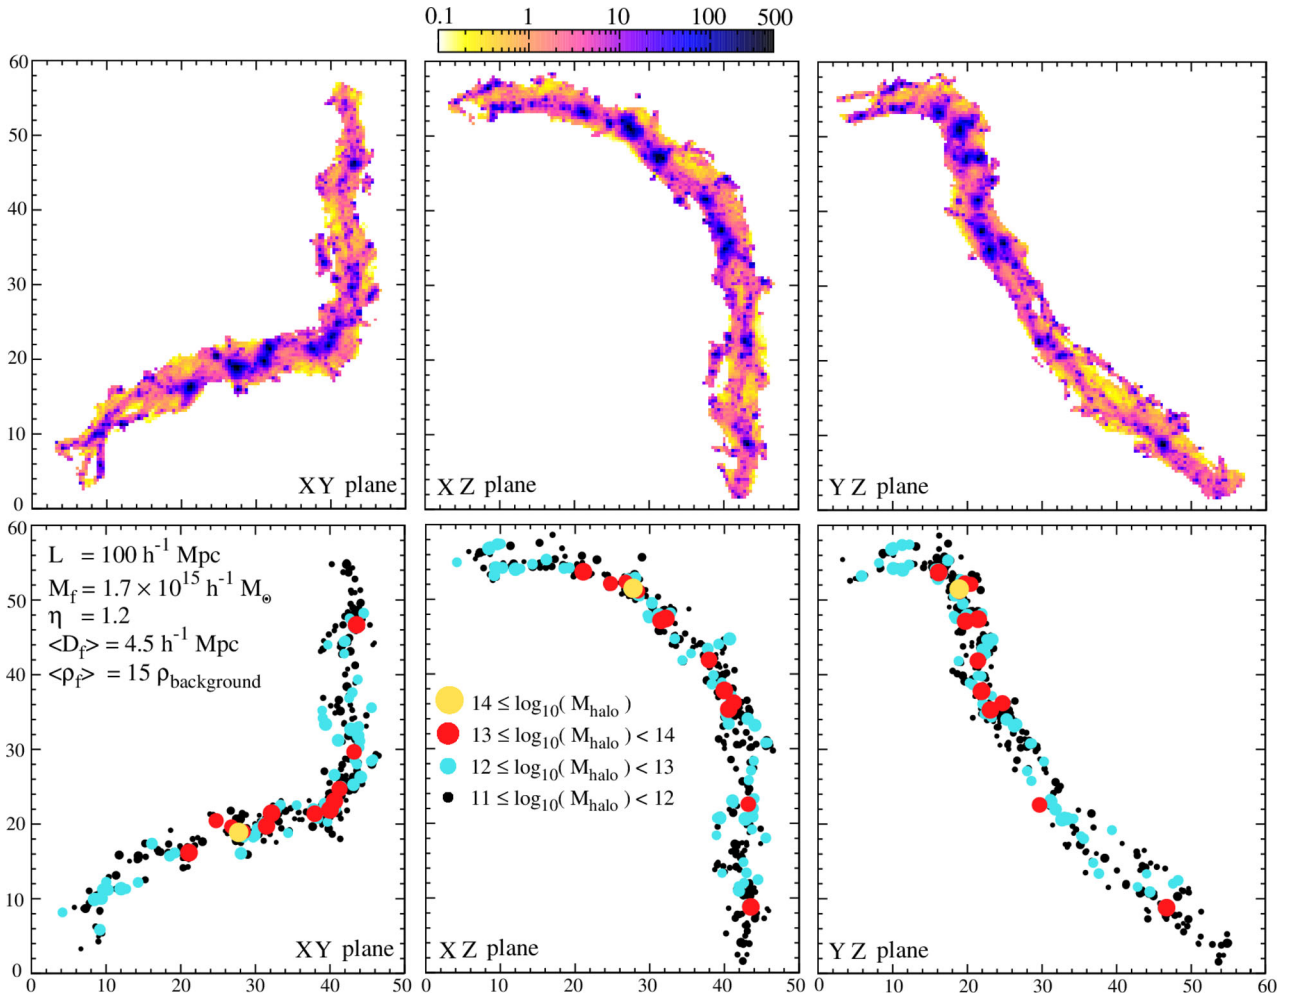 0.1 1 10 100 500
60
50
40
30
20
10
0
XY plane
XZ plane
YZ plane
60
50
40
30
20
10
0
L = 100 h⁻¹ Mpc
M_f = 1.7 × 10¹⁵ h⁻¹ M_⊙
η = 1.2
<D_f> = 4.5 h⁻¹ Mpc
<ρ_f> = 15 ρ_background
14 ≤ log₁₀( M_halo )
13 ≤ log₁₀( M_halo ) < 14
12 ≤ log₁₀( M_halo ) < 13
11 ≤ log₁₀( M_halo ) < 12
XY plane
XZ plane
YZ plane
0 10 20 30 40 50
0 10 20 30 40 50
0 10 20 30 40 50 60